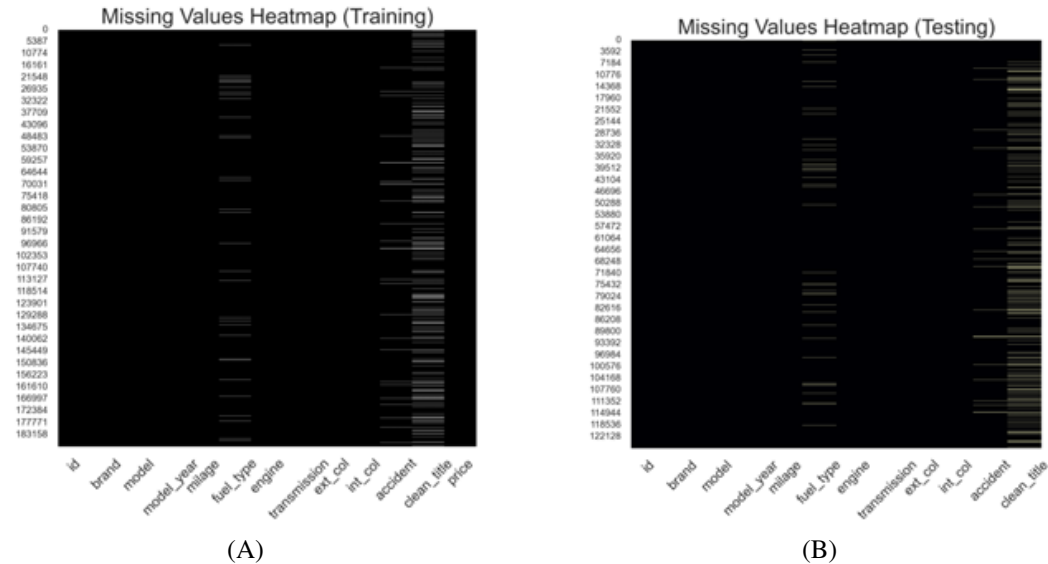 Missing Values Heatmap (Training)
0
5387
10774
16161
21548
26935
32322
37709
43096
48483
53870
59257
64644
70031
75418
80805
86192
91579
96966
102353
107740
113127
118514
123901
129288
134675
140062
145449
150836
156223
161610
166997
172384
177771
183158
id
brand
model
model_year
milage
fuel_type
engine
transmission
ext_col
int_col
accident
clean_title
price
(A)
Missing Values Heatmap (Testing)
0
3592
7184
10776
14368
17960
21552
25144
28736
32328
35920
39512
43104
46696
50288
53880
57472
61064
64656
68248
71840
75432
79024
82616
86208
89800
93392
96984
100576
104168
107760
111352
114944
118536
122128
id
brand
model
model_year
milage
fuel_type
engine
transmission
ext_col
int_col
accident
clean_title
(B)